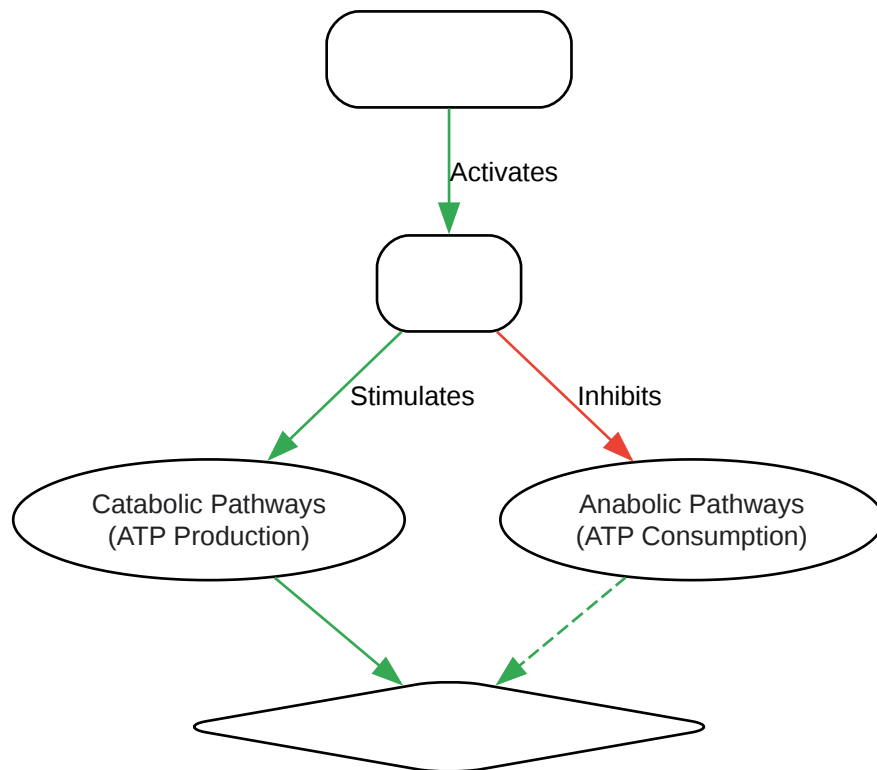 Activates
Stimulates
Inhibits
Catabolic Pathways
(ATP Production)
Anabolic Pathways
(ATP Consumption)